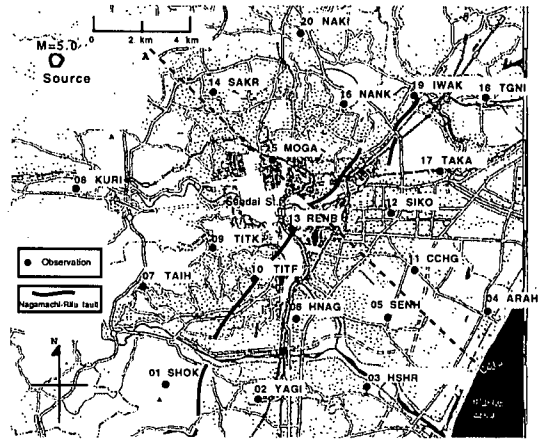 20 NAKI
0 2 4
km km
M=5.0
Source
A
14 SAKR
16 NANK
19 IWAK
18 TGNI
15 MOGA
17 TAKA
08 KURI
12 SIKO
13 RENB
09 TITK
11 CCHG
Observation
07 TAIH
10 TITF
Nagamachi-Rifu fault
06 HNAG
05 SENH
04 ARAH
N
01 SHOK
02 YAGI
03 HSHR